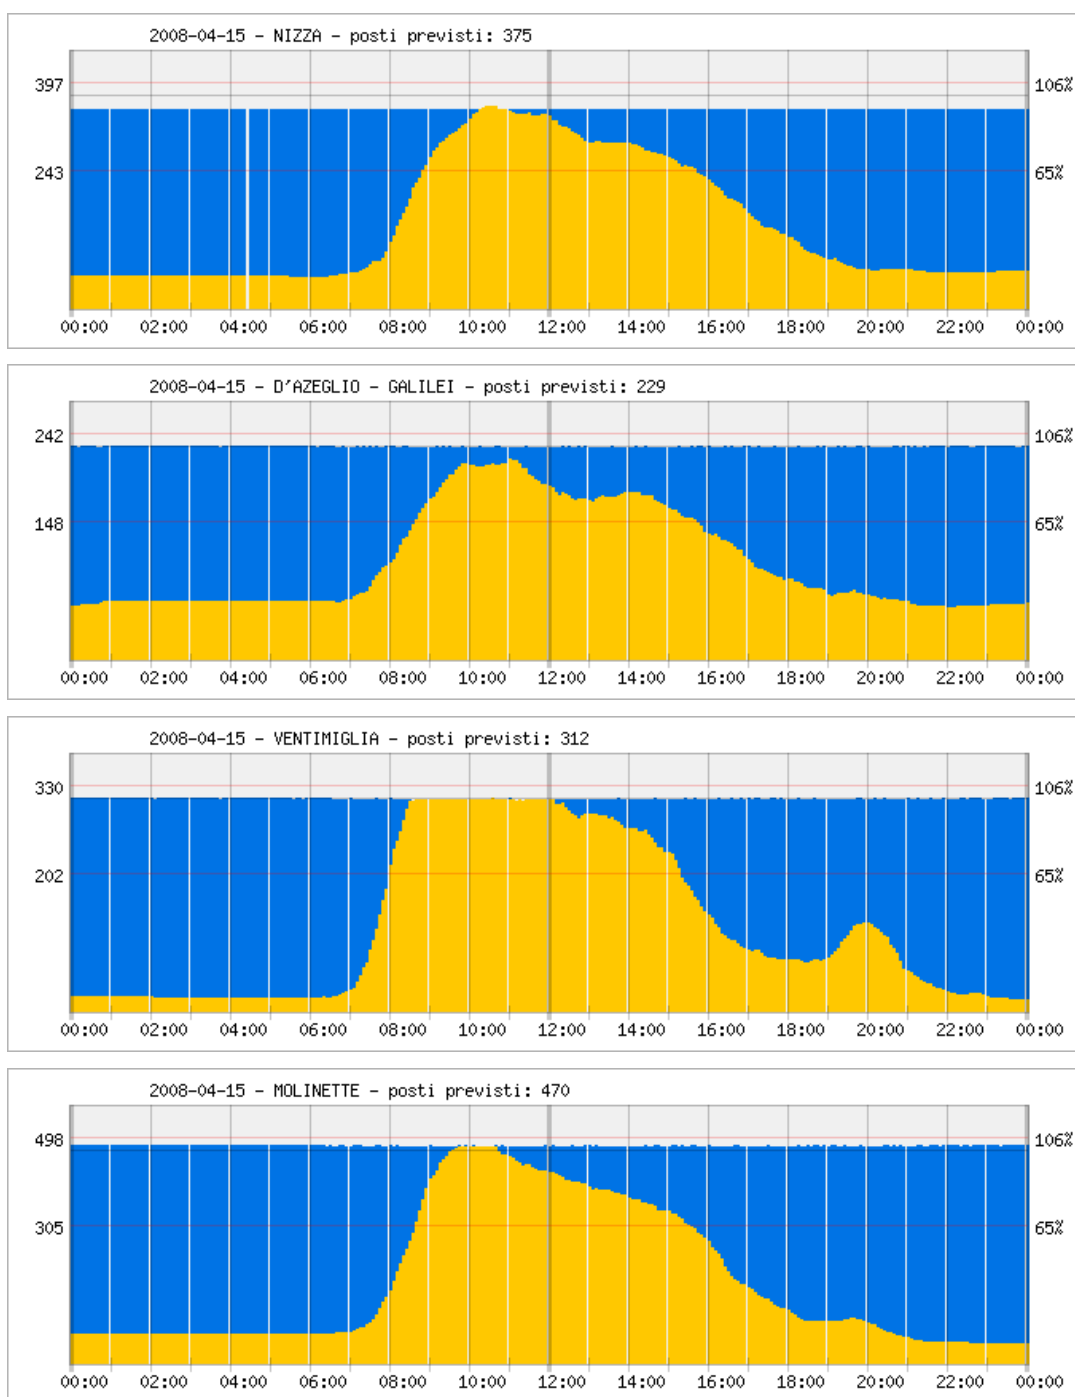 2008-04-15 - NIZZA - posti previsti: 375
397 106%
243 65%
00:00 02:00 04:00 06:00 08:00 10:00 12:00 14:00 16:00 18:00 20:00 22:00 00:00
2008-04-15 - D'AZEGLIO - GALILEI - posti previsti: 229
242 106%
148 65%
00:00 02:00 04:00 06:00 08:00 10:00 12:00 14:00 16:00 18:00 20:00 22:00 00:00
2008-04-15 - VENTIMIGLIA - posti previsti: 312
330 106%
202 65%
00:00 02:00 04:00 06:00 08:00 10:00 12:00 14:00 16:00 18:00 20:00 22:00 00:00
2008-04-15 - MOLINETTE - posti previsti: 470
498 106%
305 65%
00:00 02:00 04:00 06:00 08:00 10:00 12:00 14:00 16:00 18:00 20:00 22:00 00:00